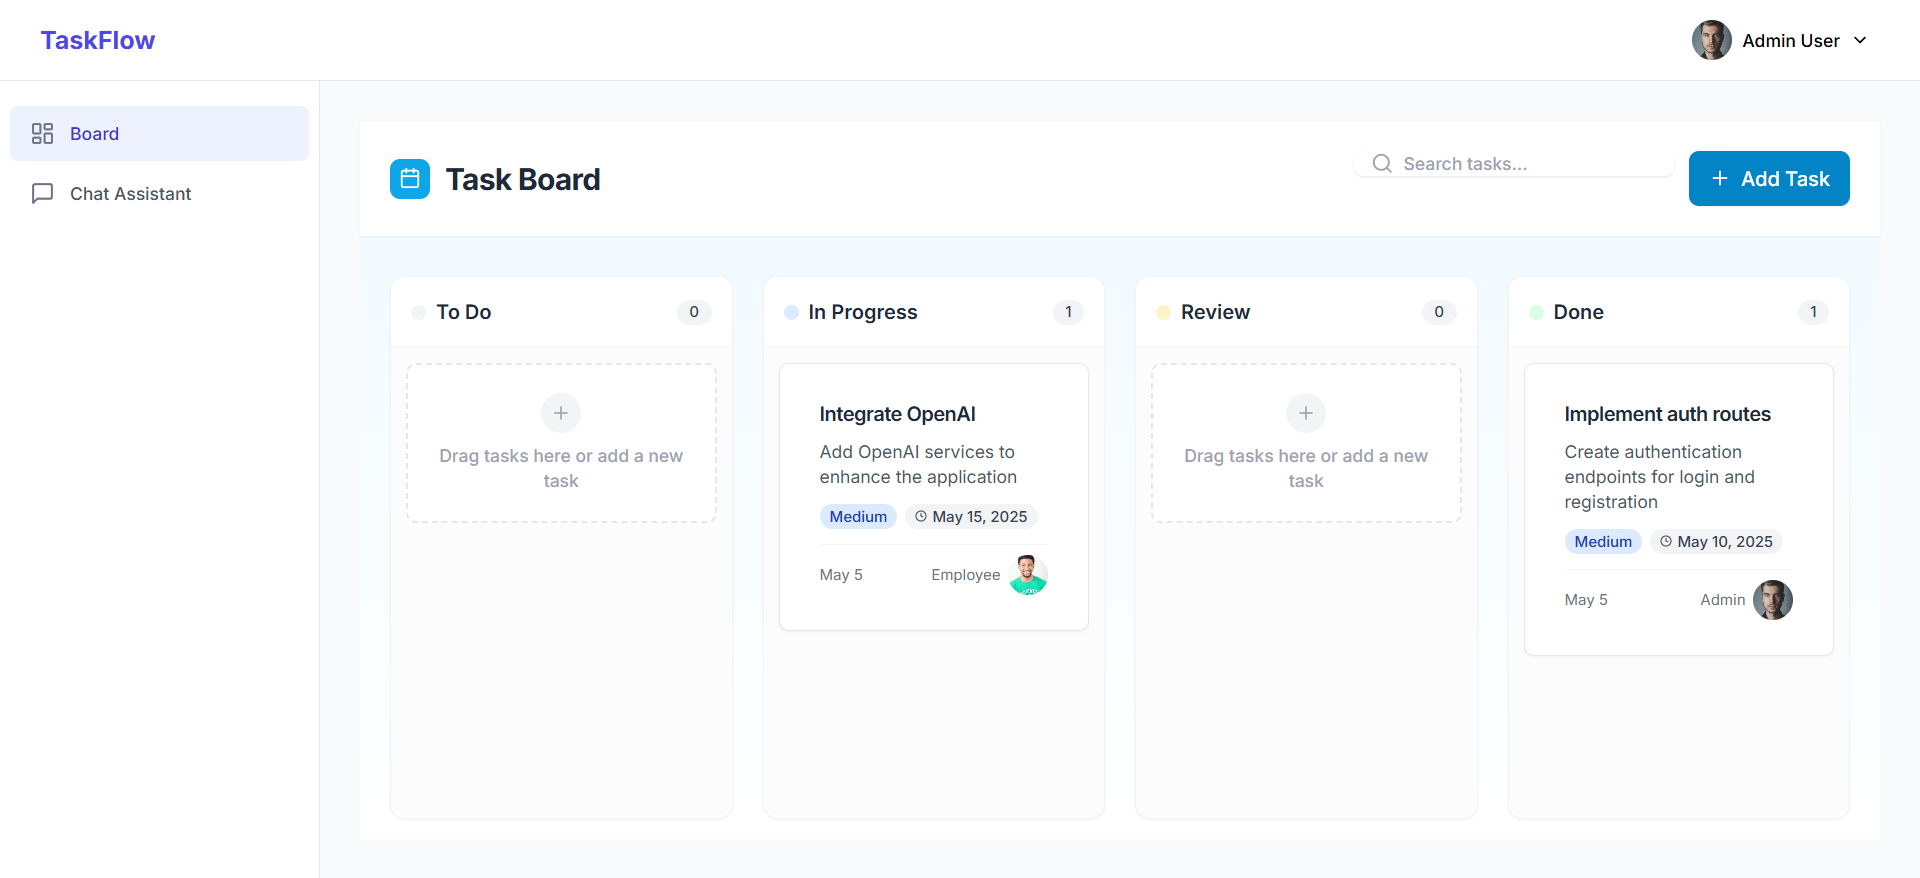 TaskFlow
Admin User
Board
Chat Assistant
Task Board
Search tasks...
Add Task
To Do
0
Drag tasks here or add a new
task
In Progress
1
Integrate OpenAI
Add OpenAI services to
enhance the application
Medium
May 15, 2025
May 5
Employee
Review
0
Drag tasks here or add a new
task
Done
1
Implement auth routes
Create authentication
endpoints for login and
registration
Medium
May 10, 2025
May 5
Admin